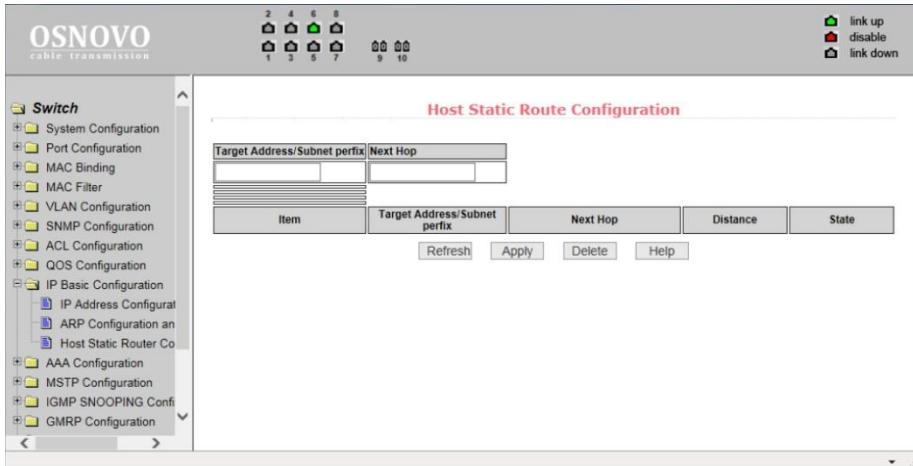 OSNOVO
cable transmission
2 4 6 8
1 3 5 7 9 10
link up
disable
link down
Switch
System Configuration
Port Configuration
MAC Binding
MAC Filter
VLAN Configuration
SNMP Configuration
ACL Configuration
QOS Configuration
IP Basic Configuration
IP Address Configurat
ARP Configuration an
Host Static Router Co
AAA Configuration
MSTP Configuration
IGMP SNOOPING Confi
GMRP Configuration
Host Static Route Configuration
Target Address/Subnet perfix Next Hop
Item Target Address/Subnet perfix Next Hop Distance State
Refresh Apply Delete Help